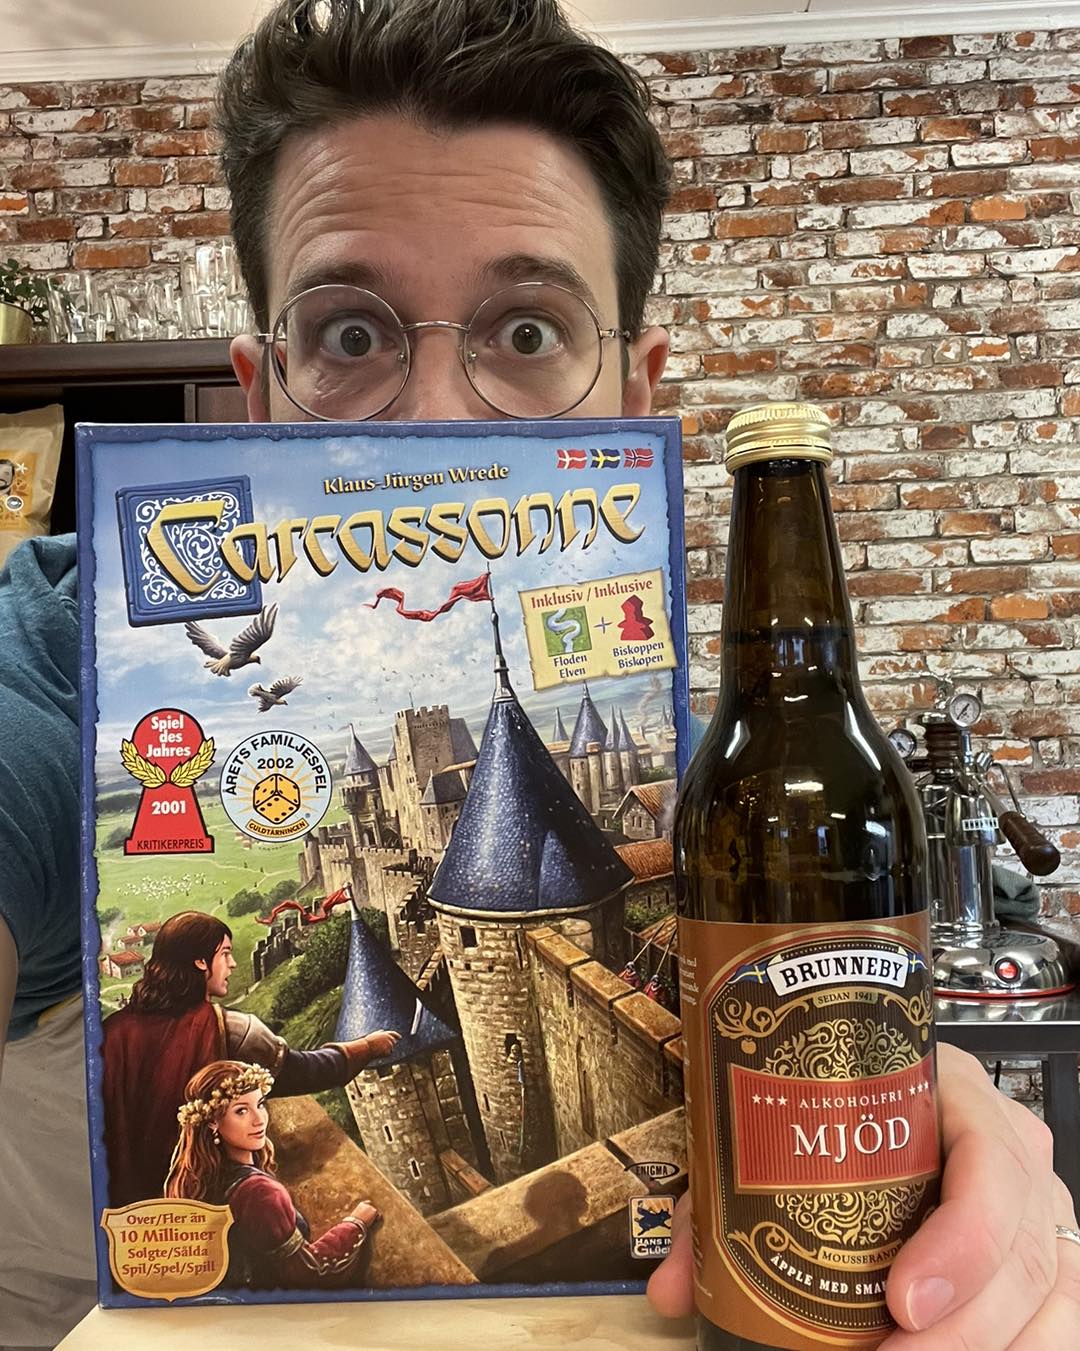 Klaus-Jürgen Wrede
Carcassonne
Inklusiv / Inklusive
Floden
Elven
+
Biskoppen
Biskopen
Spiel
des
Jahres
2001
KRITIKERPREIS
ÅRETS FAMILJESPEL
2002
GULDTÄRNINGEN
Over/Fler än
10 Millioner
Solgte/Sålda
Spil/Spel/Spill
ENIGMA
HANS IM
GLÜCK
BRUNNEBY
SEDAN 1941
ALKOHOLFRI
MJÖD
MOUSSERANDE
ÄPPLE MED